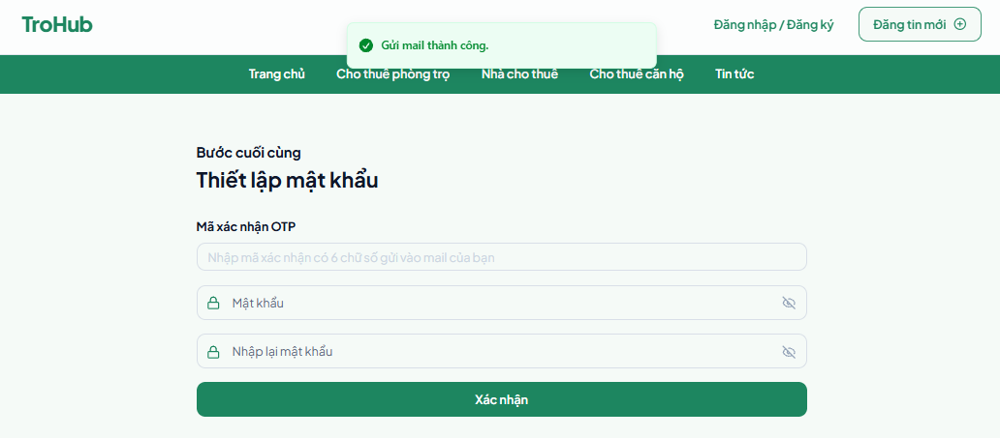 TroHub
Gửi mail thành công.
Đăng nhập / Đăng ký
Đăng tin mới
Trang chủ
Cho thuê phòng trọ
Nhà cho thuê
Cho thuê căn hộ
Tin tức
Bước cuối cùng
Thiết lập mật khẩu
Mã xác nhận OTP
Nhập mã xác nhận có 6 chữ số gửi vào mail của bạn
Mật khẩu
Nhập lại mật khẩu
Xác nhận